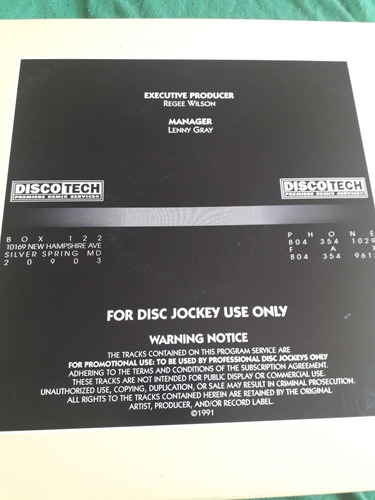 EXECUTIVE PRODUCER
REGEE WILSON
MANAGER
LENNY GRAY
DISCOTECH
PREMIERE REMIX SERVICE
DISCOTECH
PREMIERE REMIX SERVICE
BOX 122
10169 NEW HAMPSHIRE AVE
SILVER SPRING MD
20903
PHONE
804 354 1029
FAX
804 354 961
FOR DISC JOCKEY USE ONLY
WARNING NOTICE
THE TRACKS CONTAINED ON THIS PROGRAM SERVICE ARE
FOR PROMOTIONAL USE: TO BE USED BY PROFESSIONAL DISC JOCKEYS ONLY
ADHERING TO THE TERMS AND CONDITIONS OF THE SUBSCRIPTION AGREEMENT.
THESE TRACKS ARE NOT INTENDED FOR PUBLIC DISPLAY OR COMMERCIAL USE.
UNAUTHORIZED USE, COPYING, DUPLICATION, OR SALE MAY RESULT IN CRIMINAL PROSECUTION.
ALL RIGHTS TO THE TRACKS CONTAINED HEREIN ARE RETAINED BY THE ORIGINAL
ARTIST, PRODUCER, AND/OR RECORD LABEL.
©1991